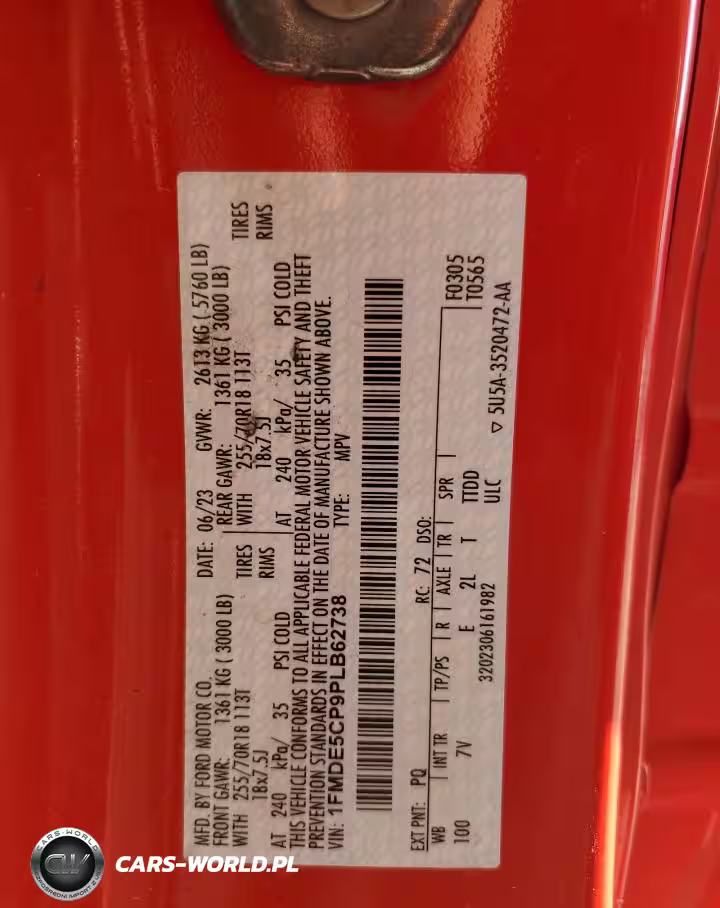 MFD. BY FORD MOTOR CO.
DATE: 06/23 GVWR: 2613 KG ( 5760 LB)
FRONT GAWR: 1361 KG ( 3000 LB)
REAR GAWR: 1361 KG ( 3000 LB)
WITH 255/70R18 113T TIRES
WITH 255/70R18 113T TIRES
18x7.5J RIMS
18x7.5J RIMS
AT 240 kPa/ 35 PSI COLD
AT 240 kPa/ 35 PSI COLD
THIS VEHICLE CONFORMS TO ALL APPLICABLE FEDERAL MOTOR VEHICLE SAFETY AND THEFT
PREVENTION STANDARDS IN EFFECT ON THE DATE OF MANUFACTURE SHOWN ABOVE.
VIN: 1FMDE5CP9PLB62738 TYPE: MPV
EXT PNT: PQ RC: 72 DSO: F0305
WB INT TR TP/PS R AXLE TR SPR T0565
100 7V E 2L T TTDD
3202306161982 ULC ▽ 5U5A-3520472-AA
CARS-WORLD
CW
CARS-WORLD.PL